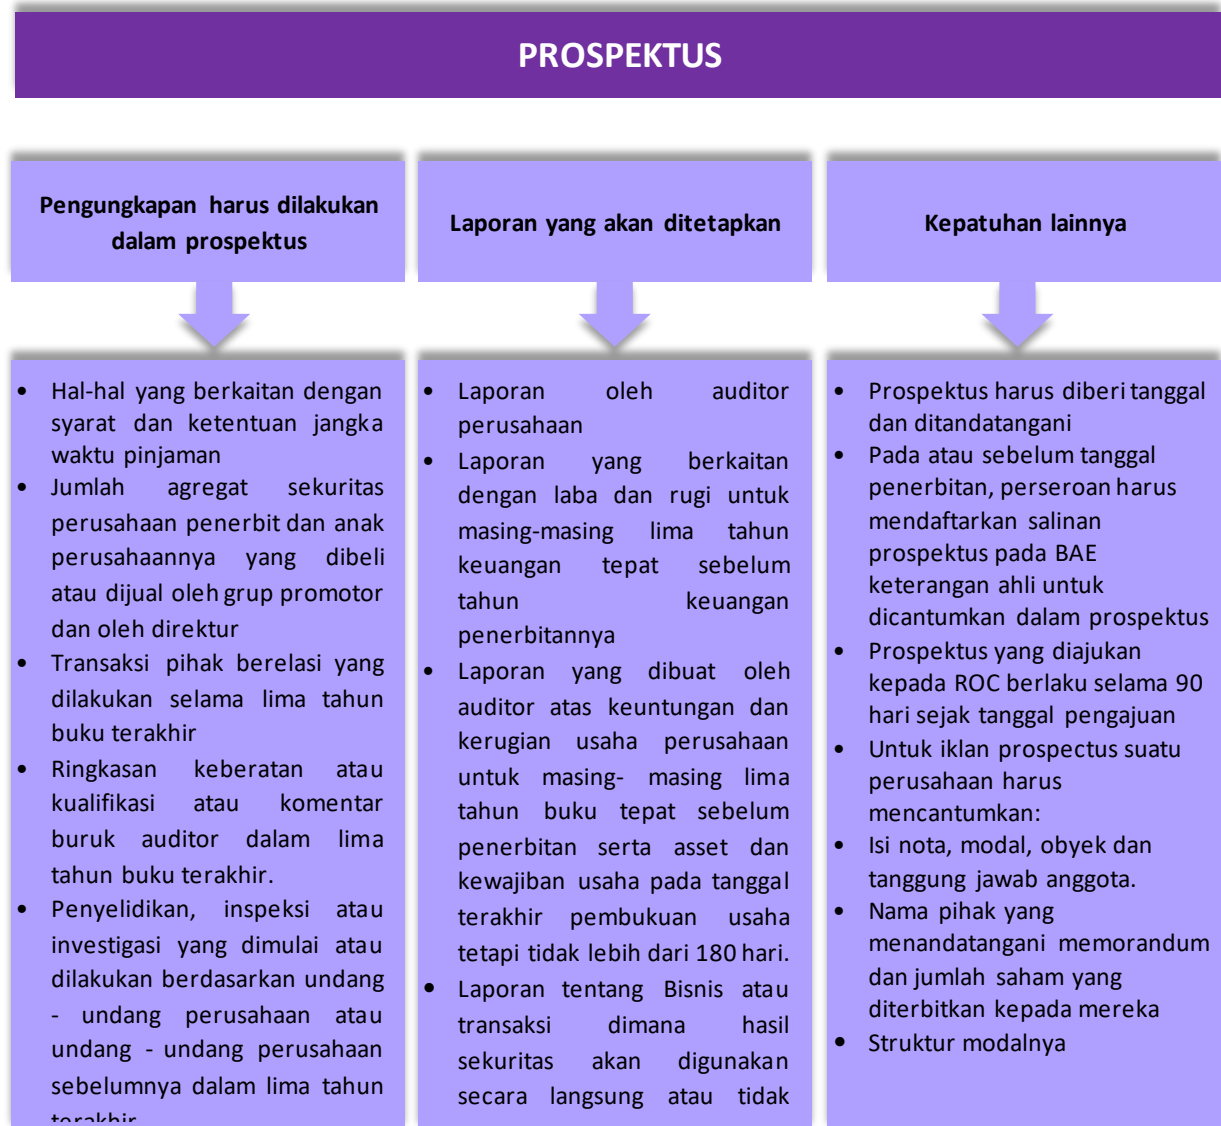 PROSPEKTUS
Pengungkapan harus dilakukan
dalam prospektus
• Hal-hal yang berkaitan dengan
syarat dan ketentuan jangka
waktu pinjaman
• Jumlah agregat sekuritas
perusahaan penerbit dan anak
perusahaannya yang dibeli
atau dijual oleh grup promotor
dan oleh direktur
• Transaksi pihak berelasi yang
dilakukan selama lima tahun
buku terakhir
• Ringkasan keberatan atau
kualifikasi atau komentar
buruk auditor dalam lima
tahun buku terakhir.
• Penyelidikan, inspeksi atau
investigasi yang dimulai atau
dilakukan berdasarkan undang
- undang perusahaan atau
undang - undang perusahaan
sebelumnya dalam lima tahun
terakhir
Laporan yang akan ditetapkan
• Laporan oleh auditor
perusahaan
• Laporan yang berkaitan
dengan laba dan rugi untuk
masing-masing lima tahun
keuangan tepat sebelum
tahun keuangan
penerbitannya
• Laporan yang dibuat oleh
auditor atas keuntungan dan
kerugian usaha perusahaan
untuk masing- masing lima
tahun buku tepat sebelum
penerbitan serta asset dan
kewajiban usaha pada tanggal
terakhir pembukuan usaha
tetapi tidak lebih dari 180 hari.
• Laporan tentang Bisnis atau
transaksi dimana hasil
sekuritas akan digunakan
secara langsung atau tidak
Kepatuhan lainnya
• Prospektus harus diberi tanggal
dan ditandatangani
• Pada atau sebelum tanggal
penerbitan, perseroan harus
mendaftarkan salinan
prospektus pada BAE
keterangan ahli untuk
dicantumkan dalam prospektus
• Prospektus yang diajukan
kepada ROC berlaku selama 90
hari sejak tanggal pengajuan
• Untuk iklan prospectus suatu
perusahaan harus
mencantumkan:
• Isi nota, modal, obyek dan
tanggung jawab anggota.
• Nama pihak yang
menandatangani memorandum
dan jumlah saham yang
diterbitkan kepada mereka
• Struktur modalnya